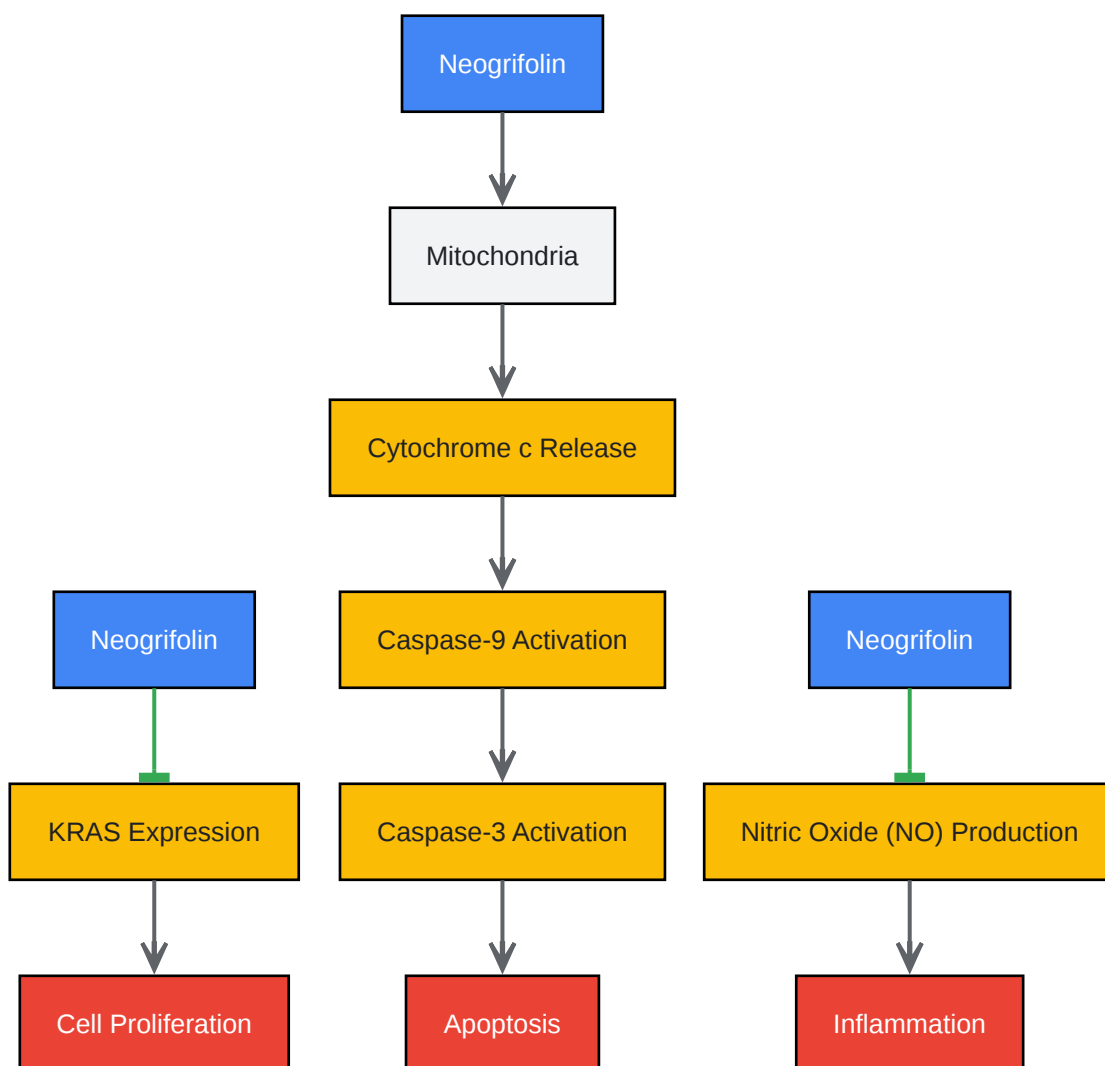 Neogrifolin
Mitochondria
Cytochrome c Release
Neogrifolin
Caspase-9 Activation
Neogrifolin
KRAS Expression
Caspase-3 Activation
Nitric Oxide (NO) Production
Cell Proliferation
Apoptosis
Inflammation